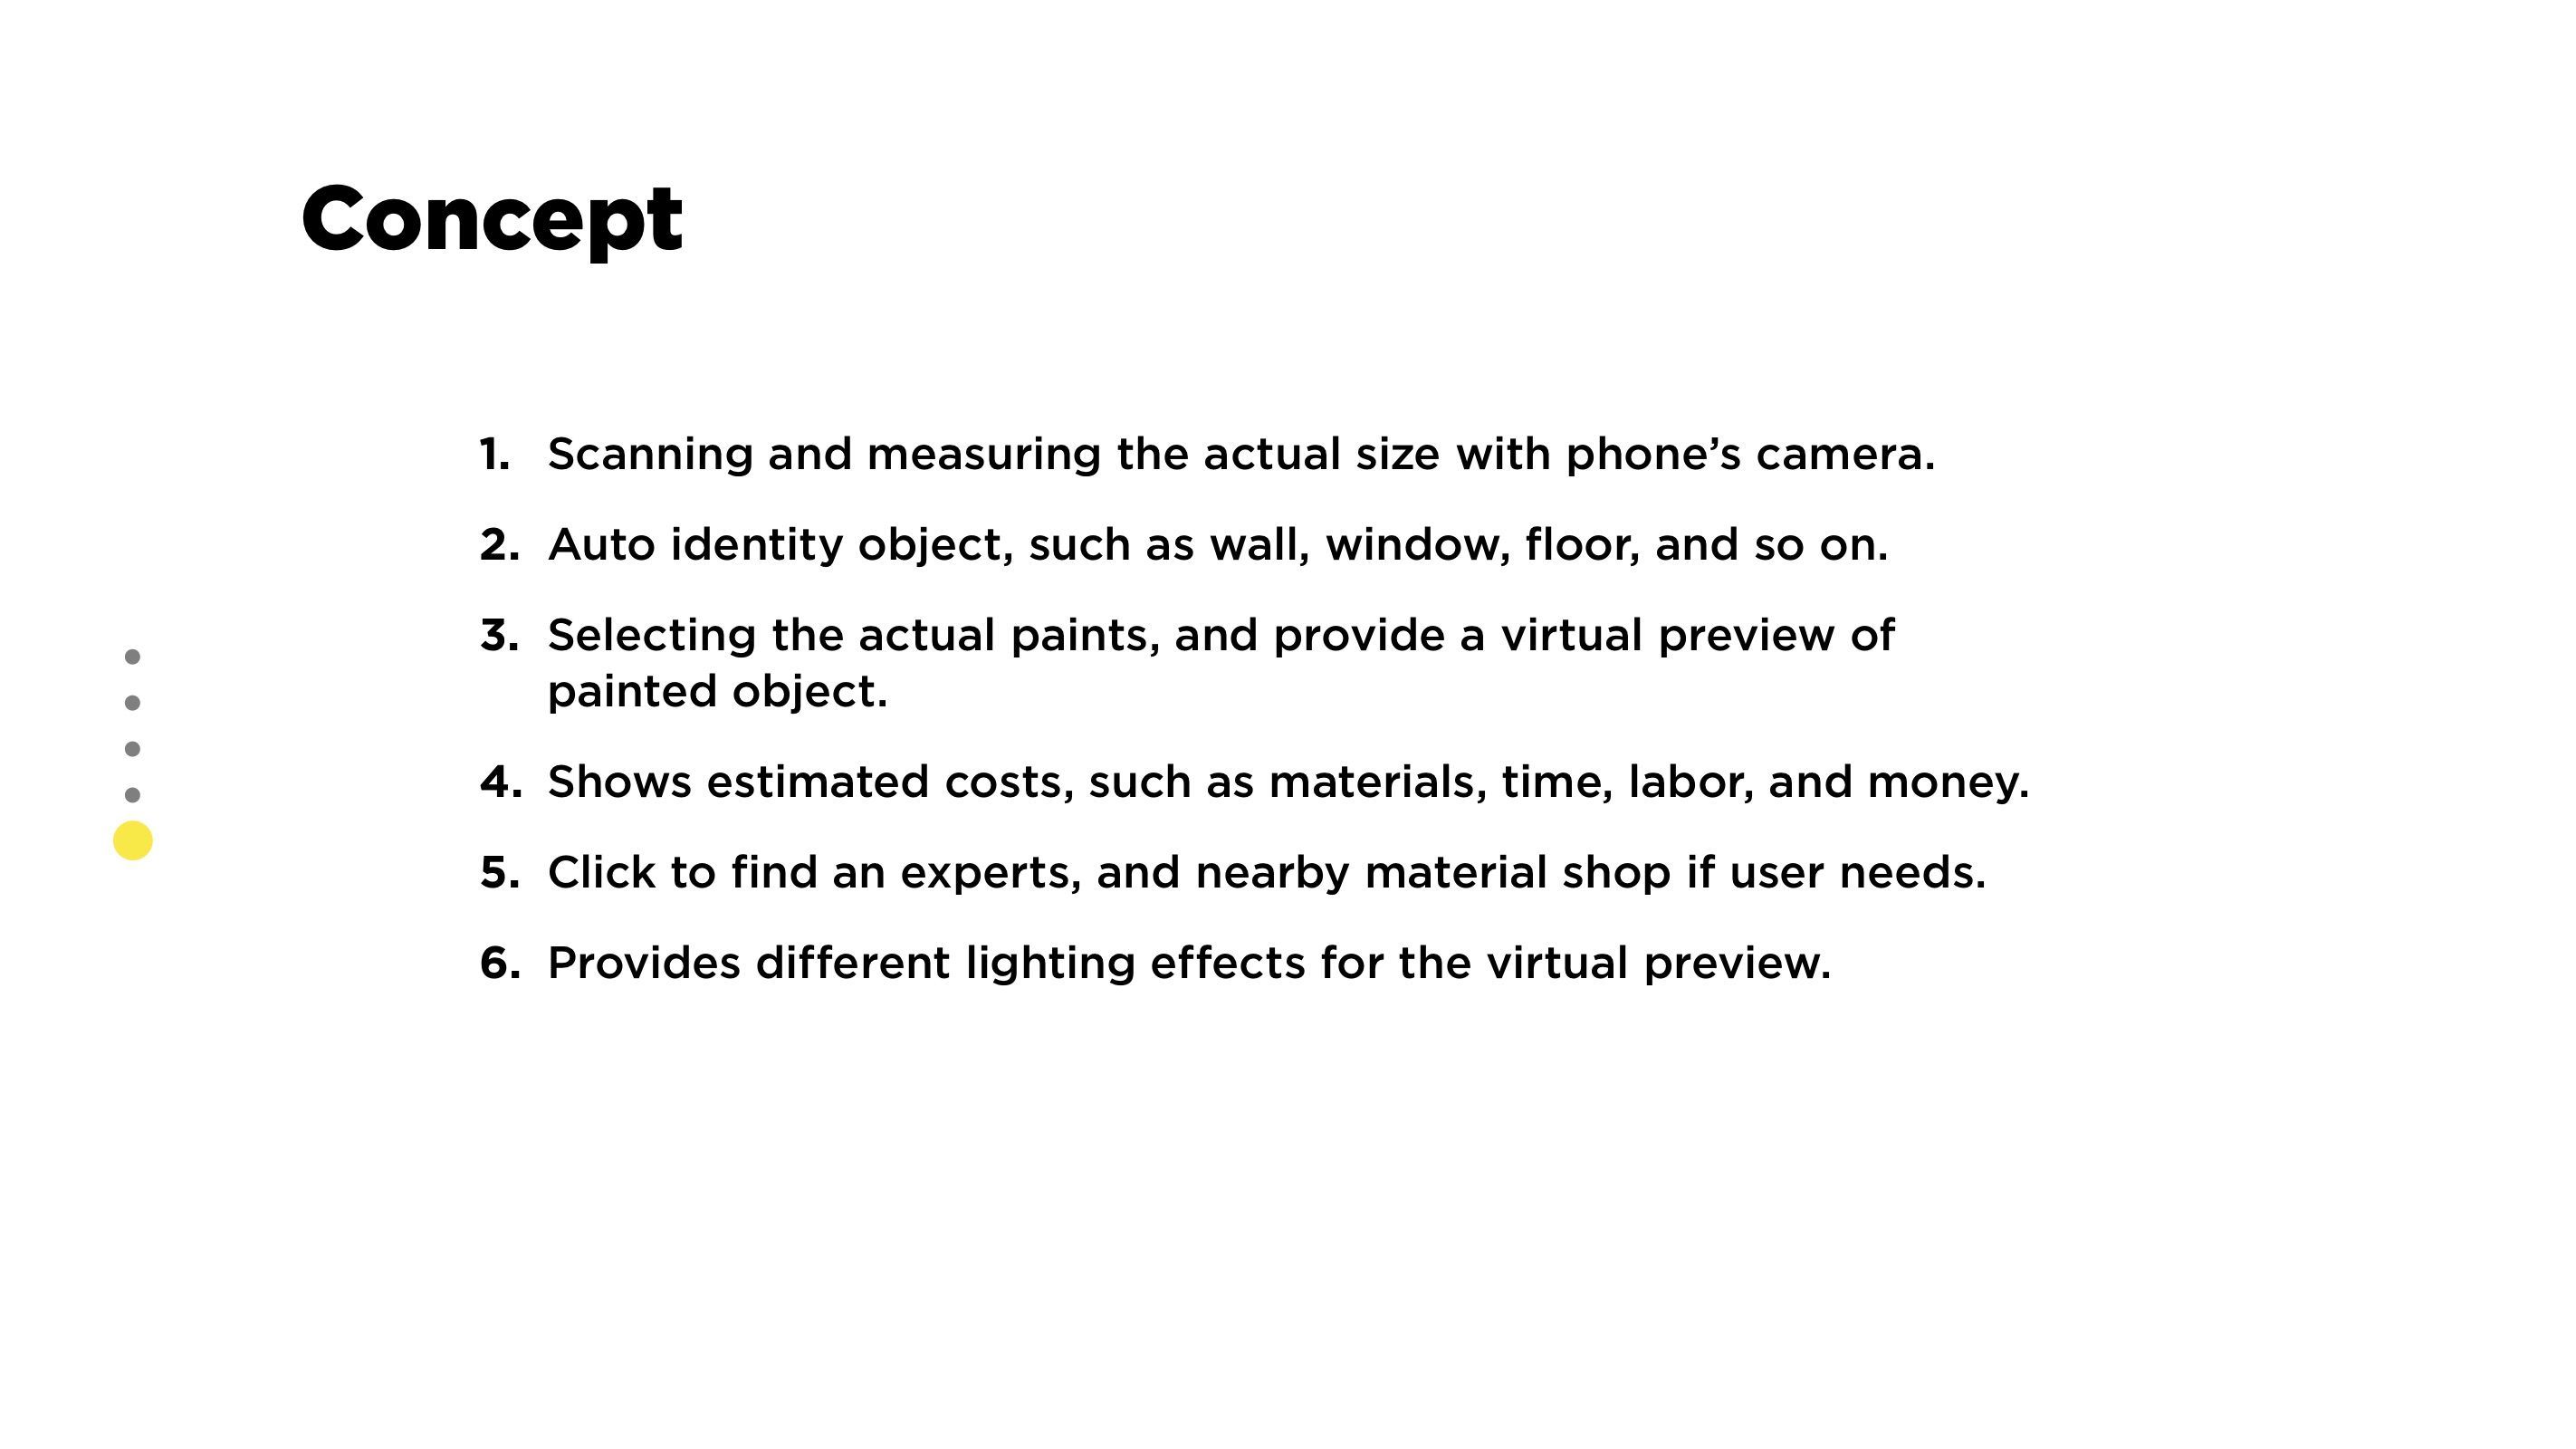 Concept
1. Scanning and measuring the actual size with phone’s camera.
2. Auto identity object, such as wall, window, floor, and so on.
3. Selecting the actual paints, and provide a virtual preview of
painted object.
4. Shows estimated costs, such as materials, time, labor, and money.
5. Click to find an experts, and nearby material shop if user needs.
6. Provides different lighting effects for the virtual preview.